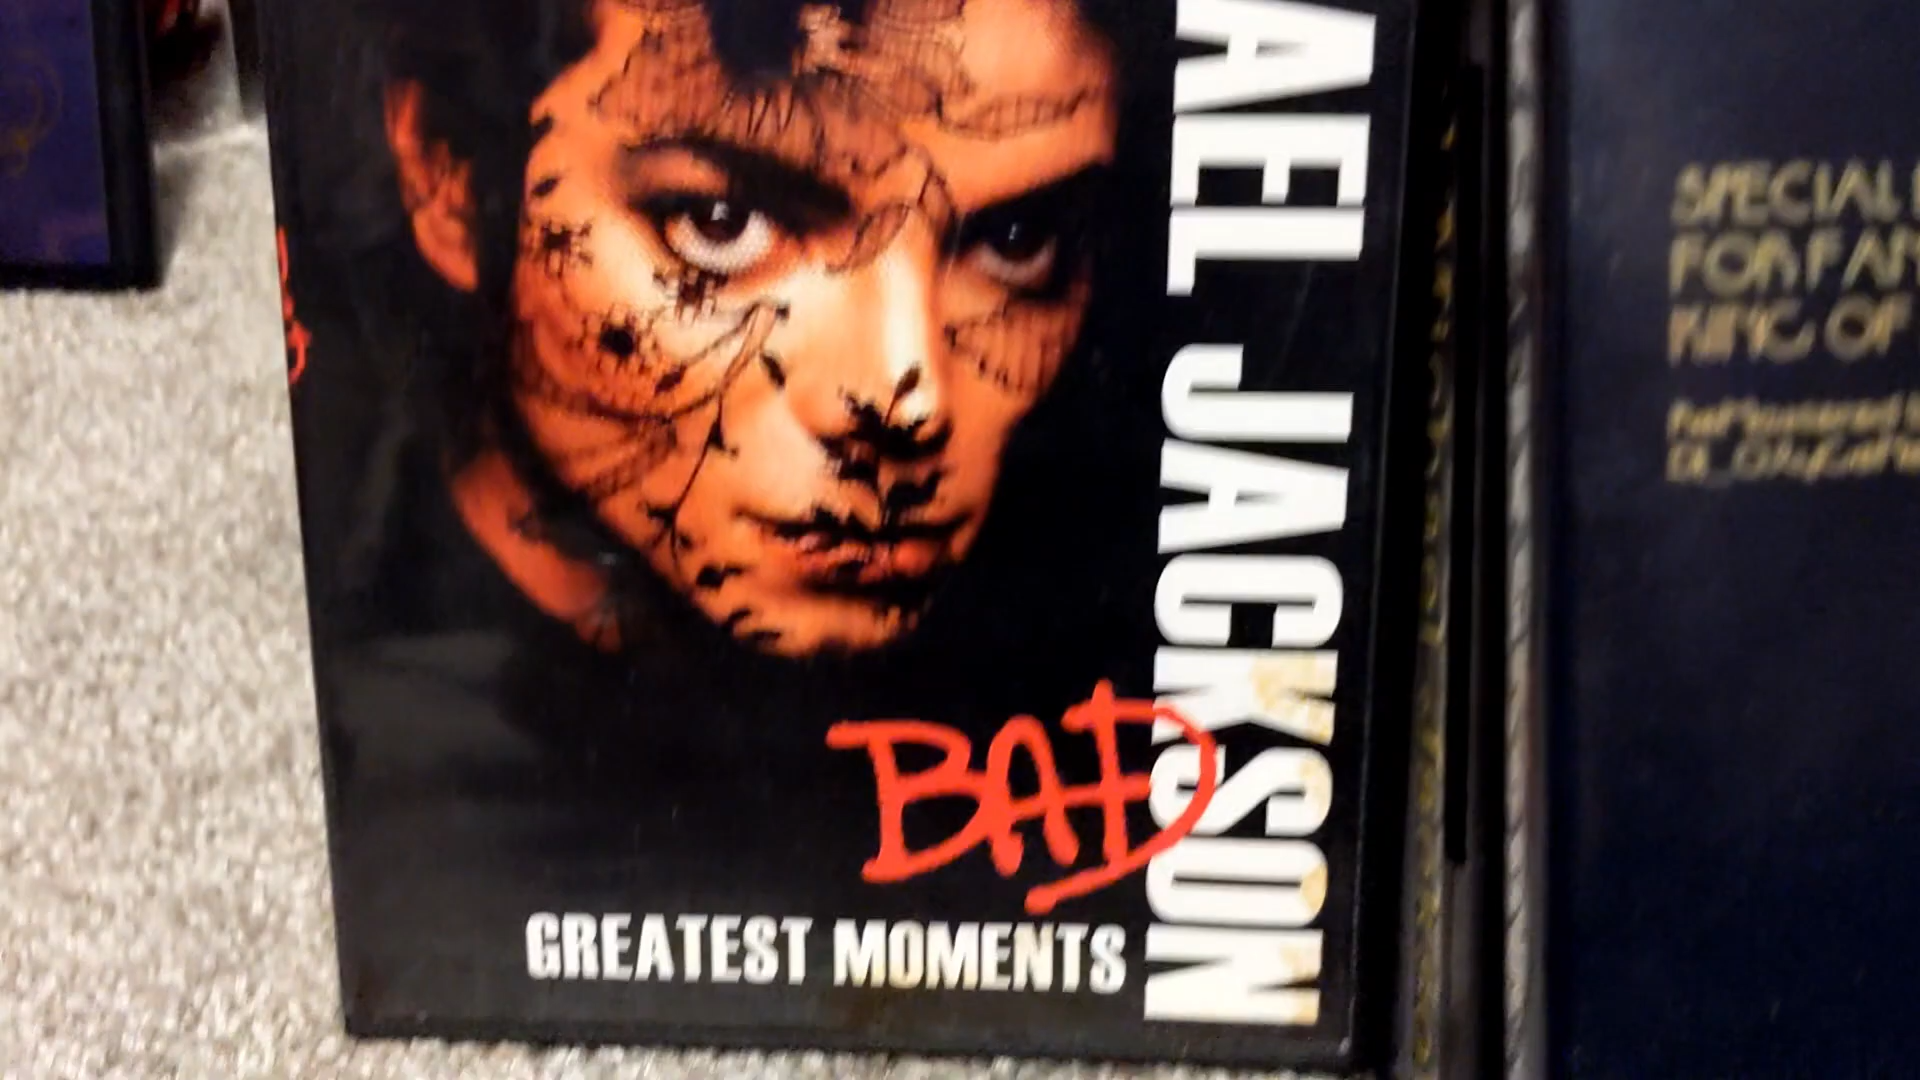 AEL JACKSON
BAD
GREATEST MOMENTS
SPECIAL
FOR FAN
KING OF